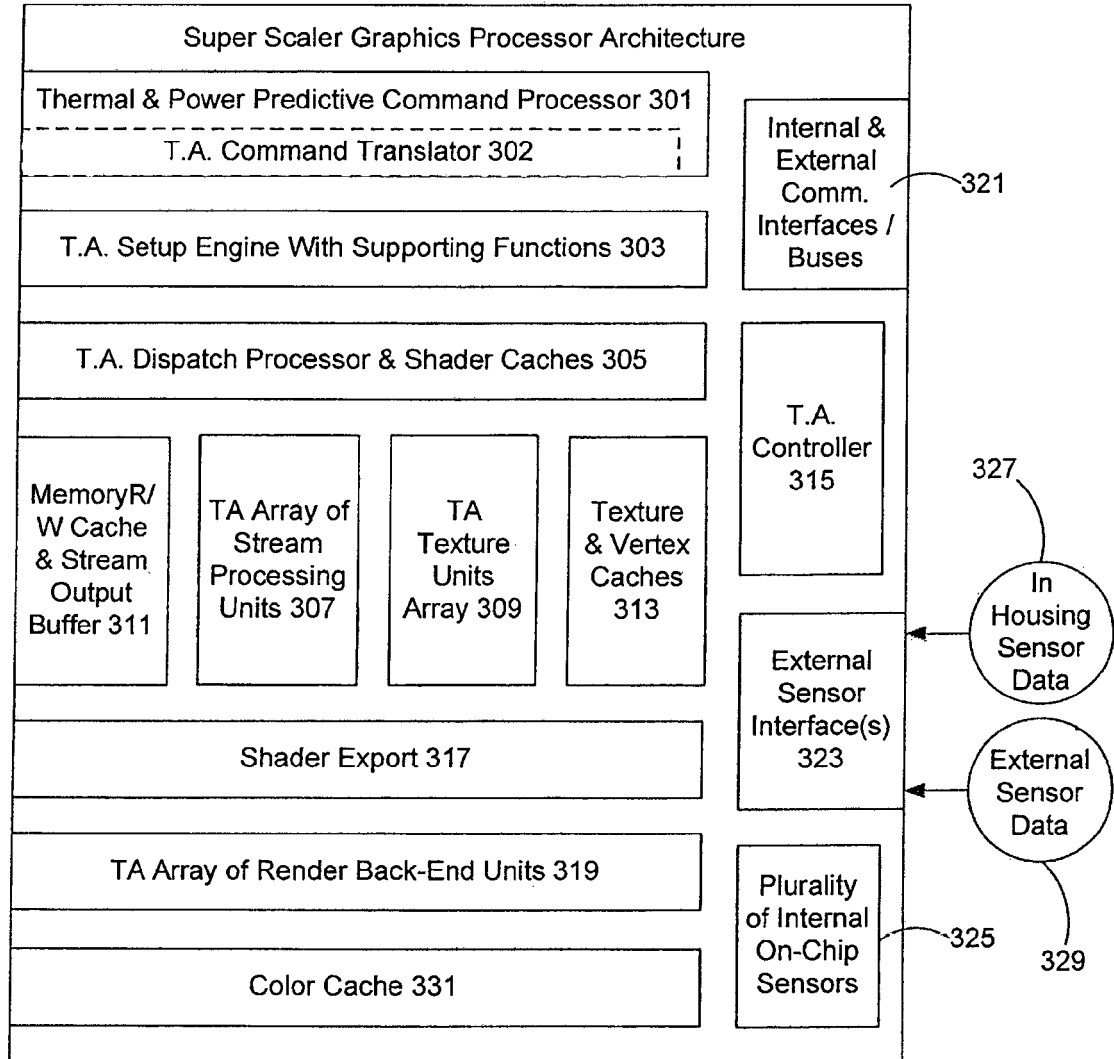 Super Scaler Graphics Processor Architecture
Thermal & Power Predictive Command Processor 301
T.A. Command Translator 302
T.A. Setup Engine With Supporting Functions 303
T.A. Dispatch Processor & Shader Caches 305
MemoryR/
W Cache
& Stream
Output
Buffer 311
TA Array of
Stream
Processing
Units 307
TA
Texture
Units
Array 309
Texture
& Vertex
Caches
313
Shader Export 317
TA Array of Render Back-End Units 319
Color Cache 331
Internal &
External
Comm.
Interfaces /
Buses
321
T.A.
Controller
315
External
Sensor
Interface(s)
323
Plurality
of Internal
On-Chip
Sensors
325
327
In
Housing
Sensor
Data
External
Sensor
Data
329